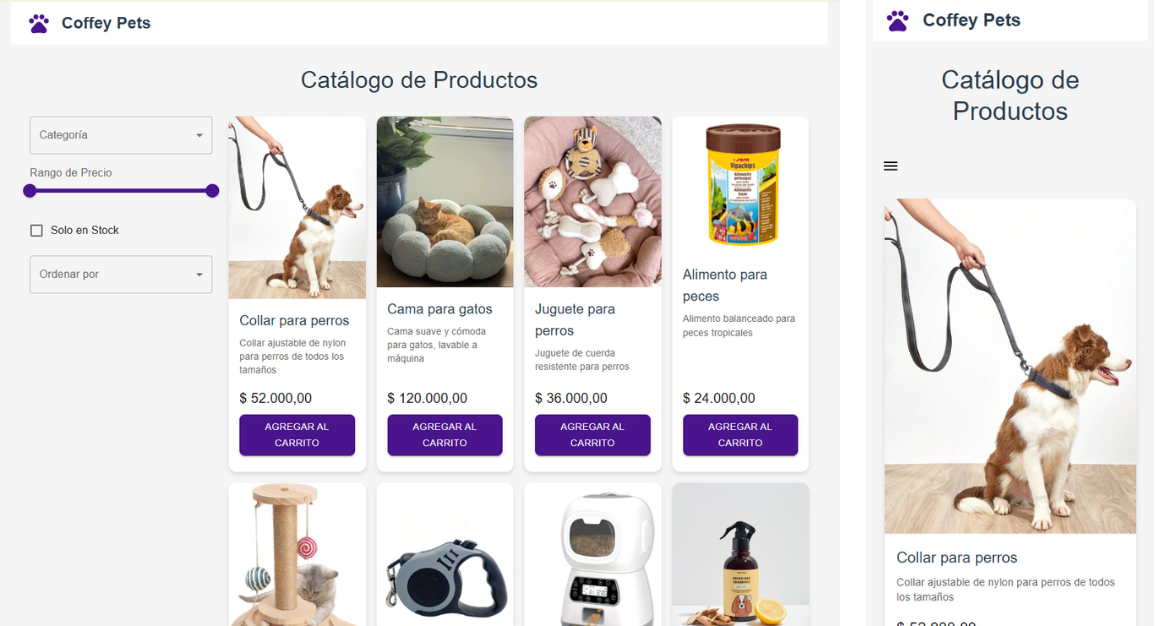 Coffey Pets
Catálogo de Productos
Categoría
Rango de Precio
Solo en Stock
Ordenar por
Collar para perros
Collar ajustable de nylon
para perros de todos los
tamaños
$ 52.000,00
AGREGAR AL
CARRITO
Cama para gatos
Cama suave y cómoda
para gatos, lavable a
máquina
$ 120.000,00
AGREGAR AL
CARRITO
Juguete para
perros
Juguete de cuerda
resistente para perros
$ 36.000,00
AGREGAR AL
CARRITO
sera
Vipachips
Alimento para
peces
Alimento balanceado para
peces tropicales
$ 24.000,00
AGREGAR AL
CARRITO
Coffey Pets
Catálogo de
Productos
Collar para perros
Collar ajustable de nylon para perros de todos
los tamaños
$ 52.000,00